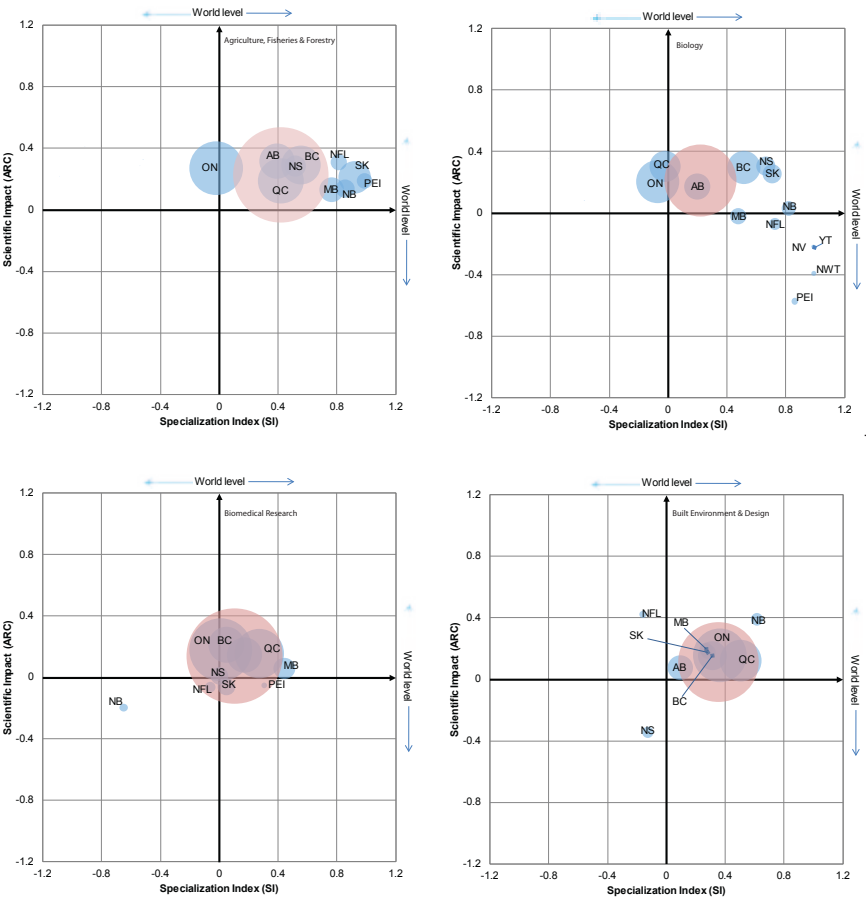 World level
Agriculture, Fisheries & Forestry
1.2
0.8
0.4
0
-0.4
-0.8
-1.2
-1.2 -0.8 -0.4 0 0.4 0.8 1.2
Scientific Impact (ARC)
Specialization Index (SI)
World level
ON
AB
NS
BC
NFL
SK
QC
MB
NB
PEI
World level
Biology
1.2
0.8
0.4
0
-0.4
-0.8
-1.2
-1.2 -0.8 -0.4 0 0.4 0.8 1.2
Scientific Impact (ARC)
Specialization Index (SI)
World level
QC
ON
AB
BC
NS
SK
MB
NB
NFL
NV
YT
NWT
PEI
World level
Biomedical Research
1.2
0.8
0.4
0
-0.4
-0.8
-1.2
-1.2 -0.8 -0.4 0 0.4 0.8 1.2
Scientific Impact (ARC)
Specialization Index (SI)
World level
ON
BC
QC
MB
NS
NFL
SK
PEI
NB
World level
Built Environment & Design
1.2
0.8
0.4
0
-0.4
-0.8
-1.2
-1.2 -0.8 -0.4 0 0.4 0.8 1.2
Scientific Impact (ARC)
Specialization Index (SI)
World level
NFL
MB
SK
ON
NB
AB
QC
BC
NS